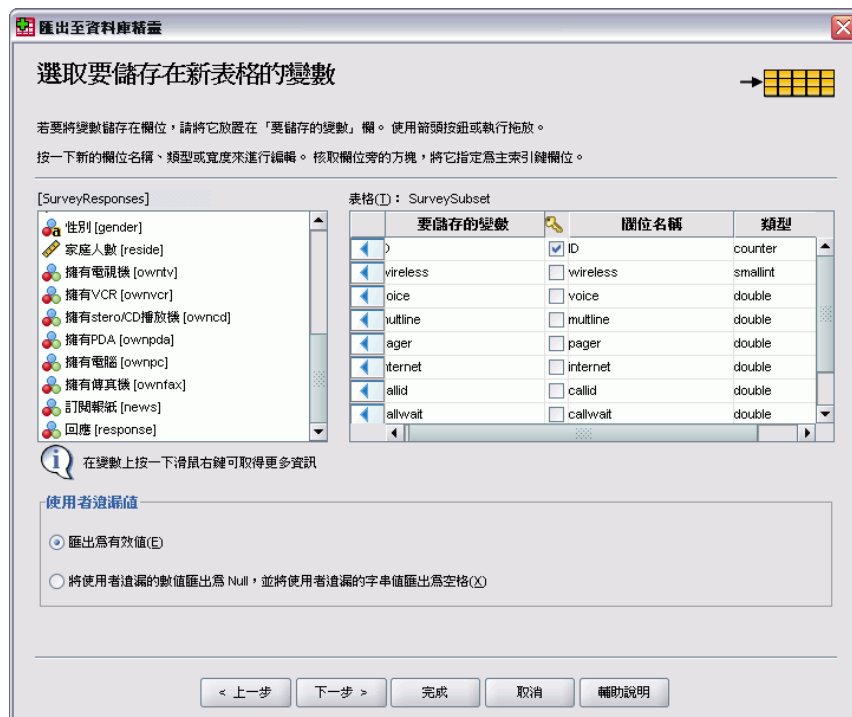 匯出至資料庫精靈
選取要儲存在新表格的變數
若要將變數儲存在欄位，請將它放置在「要儲存的變數」欄。使用箭頭按鈕或執行拖放。
按一下新的欄位名稱、類型或寬度來進行編輯。核取欄位旁的方塊，將它指定為主索引鍵欄位。
[SurveyResponses]
性別 [gender]
家庭人數 [reside]
擁有電視機 [owntv]
擁有VCR [ownvcr]
擁有stero/CD播放機 [owncd]
擁有PDA [ownpda]
擁有電腦 [ownpc]
擁有傳真機 [ownfax]
訂閱報紙 [news]
回應 [response]
表格(T)： SurveySubset
要儲存的變數 欄位名稱 類型
ID counter
wireless wireless smallint
oice voice double
multline multline double
ager pager double
nternet internet double
allid callid double
allwait callwait double
在變數上按一下滑鼠右鍵可取得更多資訊
使用者遺漏值
匯出為有效值(E)
將使用者遺漏的數值匯出為 Null，並將使用者遺漏的字串值匯出為空格(X)
< 上一步 下一步 > 完成 取消 輔助說明